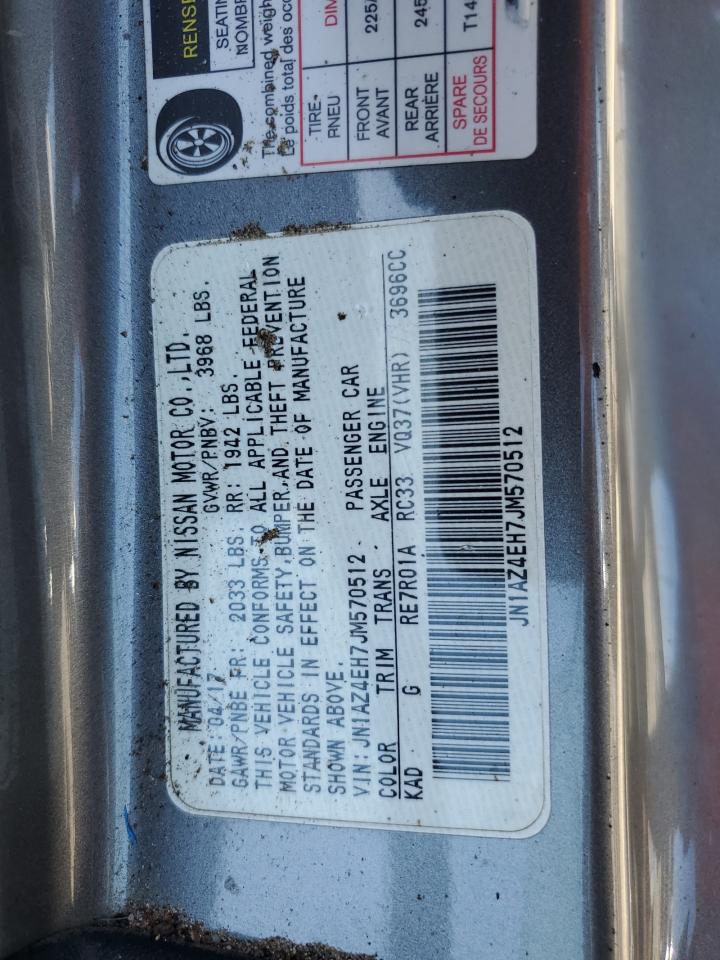 RENSE
SEATIN
NOMBR
The combined weigh
Le poids total des occ
TIRE
PNEU
DIM
FRONT
AVANT
225/
REAR
ARRIÈRE
245
SPARE
DE SECOURS
T14
MANUFACTURED BY NISSAN MOTOR CO.,LTD.
DATE: 04/17 GVWR/PNBV: 3968 LBS.
GAWR/PNBE FR: 2033 LBS. RR: 1942 LBS.
THIS VEHICLE CONFORMS TO ALL APPLICABLE FEDERAL
MOTOR VEHICLE SAFETY,BUMPER,AND THEFT PREVENTION
STANDARDS IN EFFECT ON THE DATE OF MANUFACTURE
SHOWN ABOVE.
VIN: JN1AZ4EH7JM570512 PASSENGER CAR
COLOR TRIM TRANS AXLE ENGINE
KAD G RE7R01A RC33 VQ37(VHR) 3696CC
JN1AZ4EH7JM570512